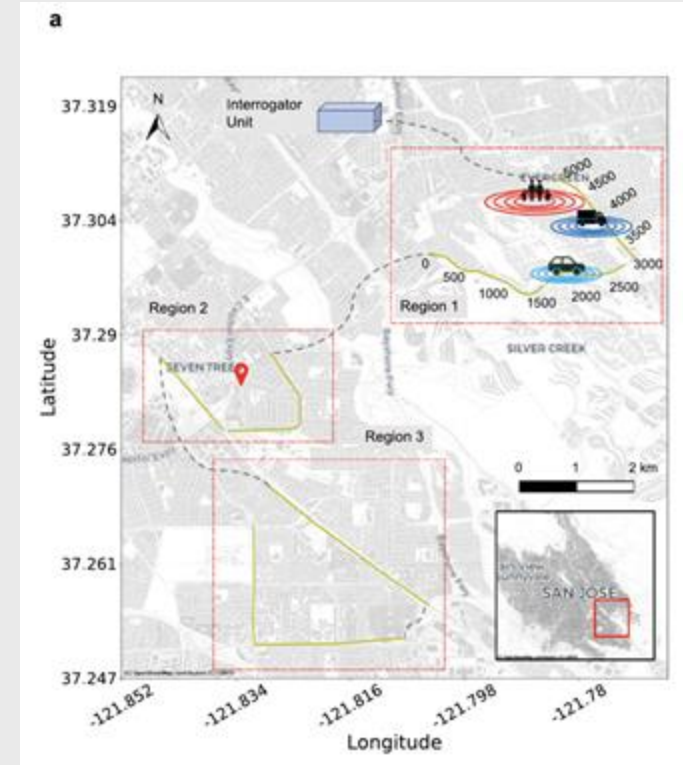 a
37.319
37.304
37.29
37.276
37.261
37.247
Latitude
N
Interrogator
Unit
EVERGREEN
5000
4500
4000
3500
3000
2500
2000
1500
1000
500
0
Region 1
Region 2
SEVEN TREE
SILVER CREEK
Region 3
0 1 2 km
sunnyvale
SAN JOSE
-121.852
-121.834
-121.816
-121.798
-121.78
Longitude